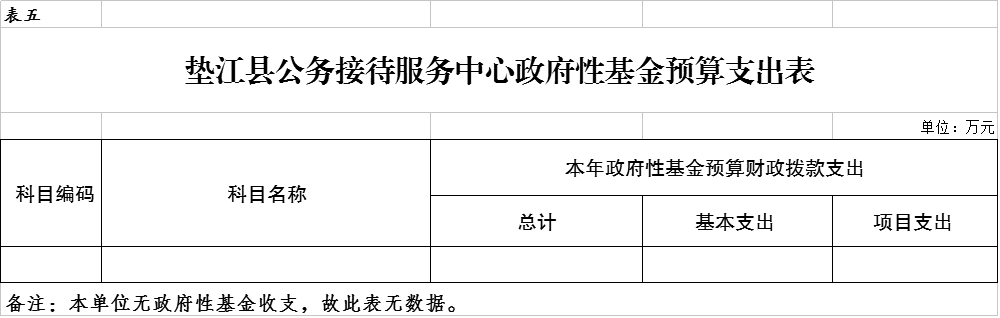 表五
垫江县公务接待服务中心政府性基金预算支出表
单位：万元
科目编码 科目名称 本年政府性基金预算财政拨款支出
总计 基本支出 项目支出
备注：本单位无政府性基金收支，故此表无数据。